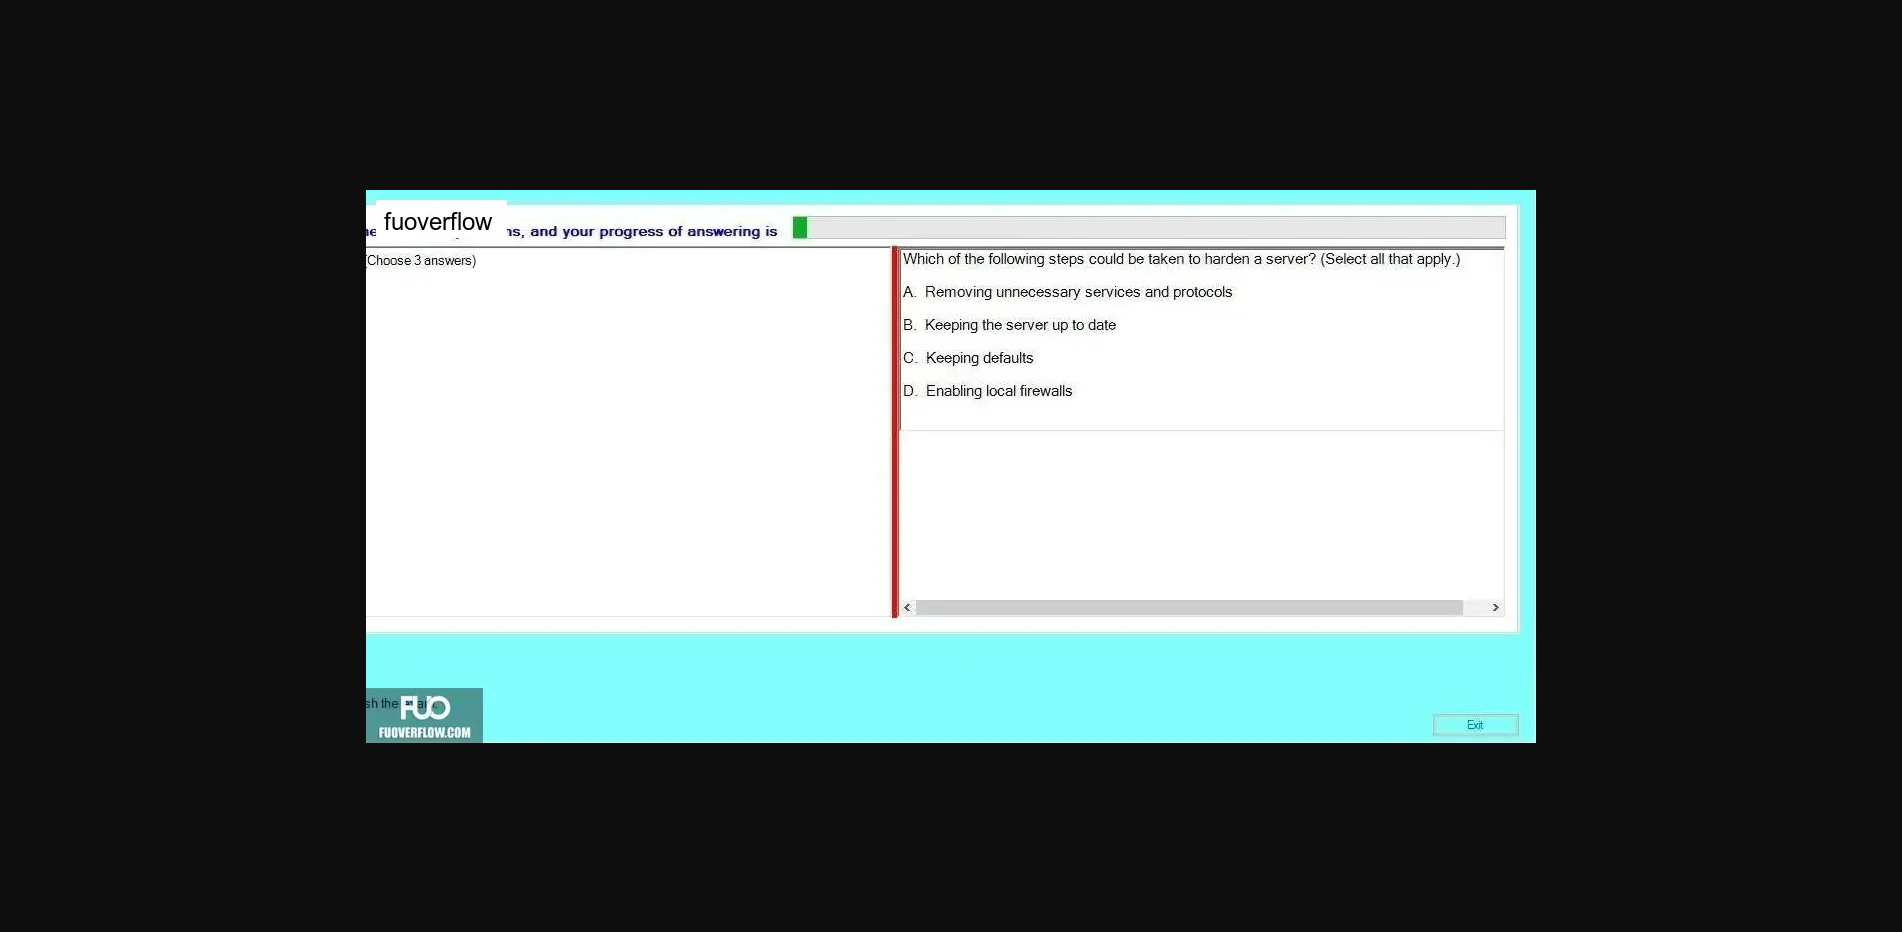 fuoverflow
ns, and your progress of answering is
(Choose 3 answers)
Which of the following steps could be taken to harden a server? (Select all that apply.)
A. Removing unnecessary services and protocols
B. Keeping the server up to date
C. Keeping defaults
D. Enabling local firewalls
sh the
FUO
FUOVERFLOW.COM
Exit